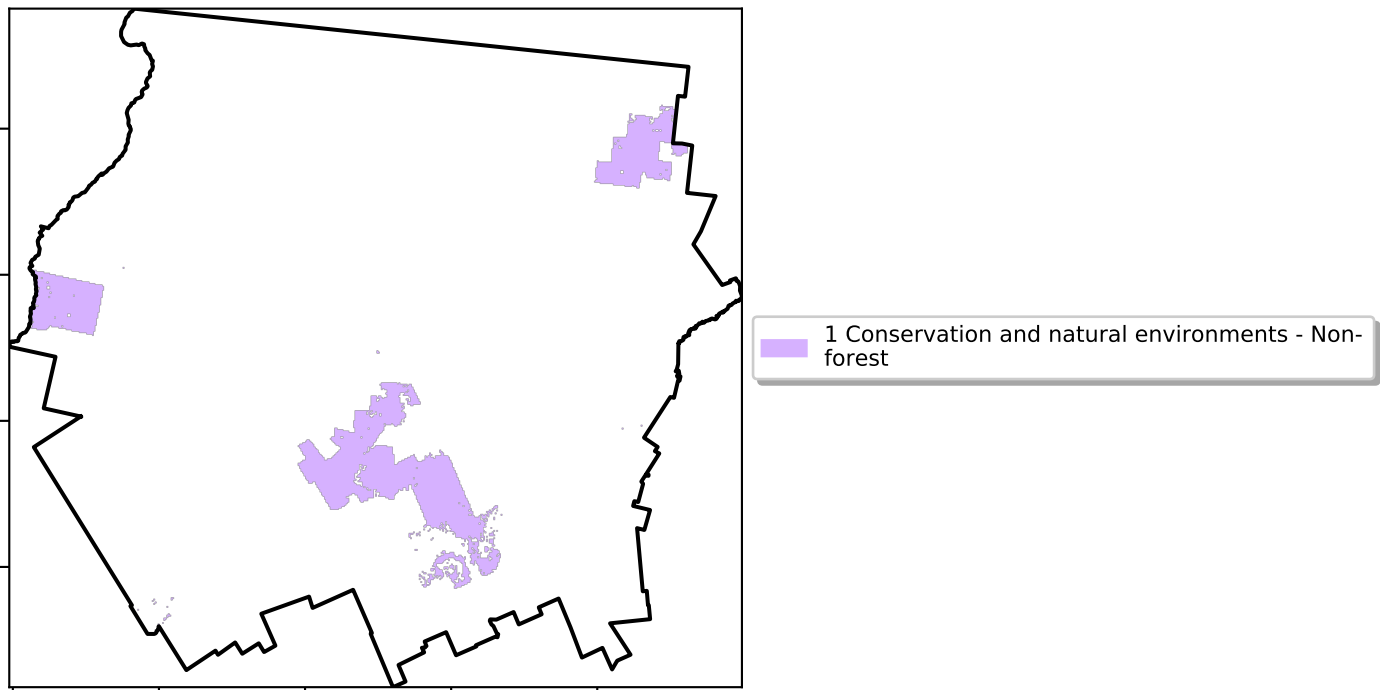 1 Conservation and natural environments - Non-
forest